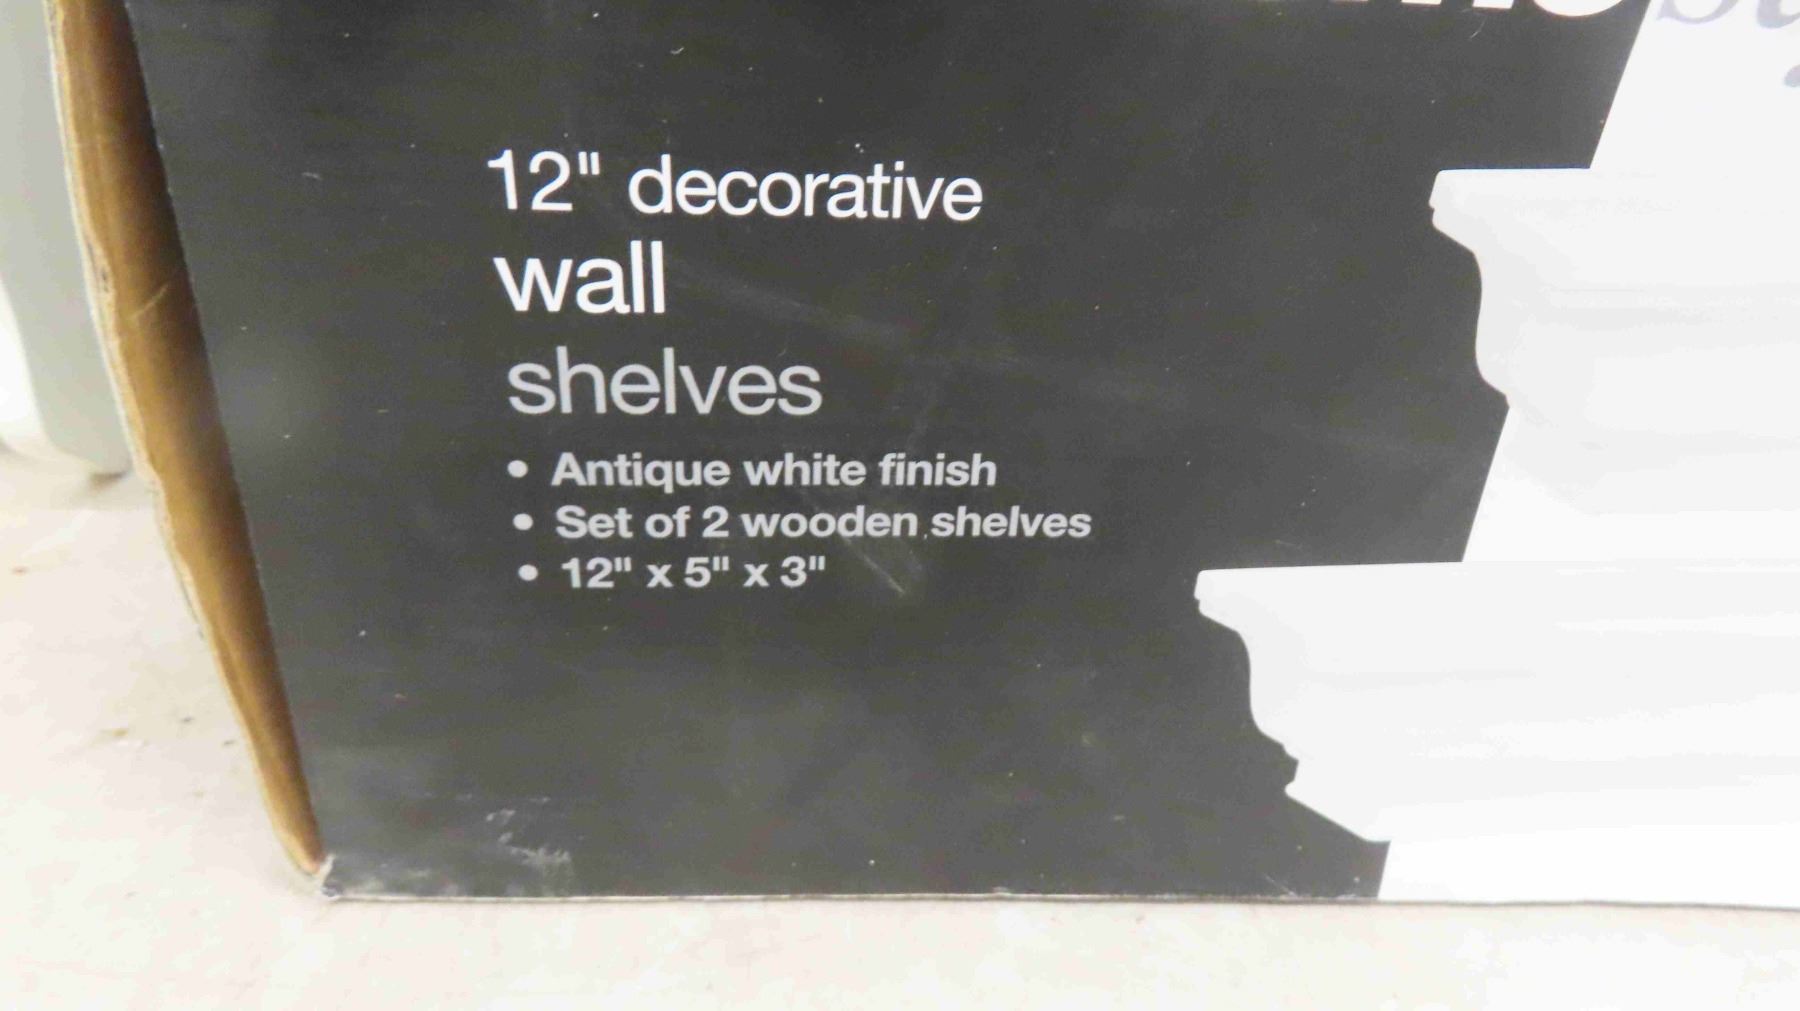 12" decorative
wall
shelves
• Antique white finish
• Set of 2 wooden shelves
• 12" x 5" x 3"